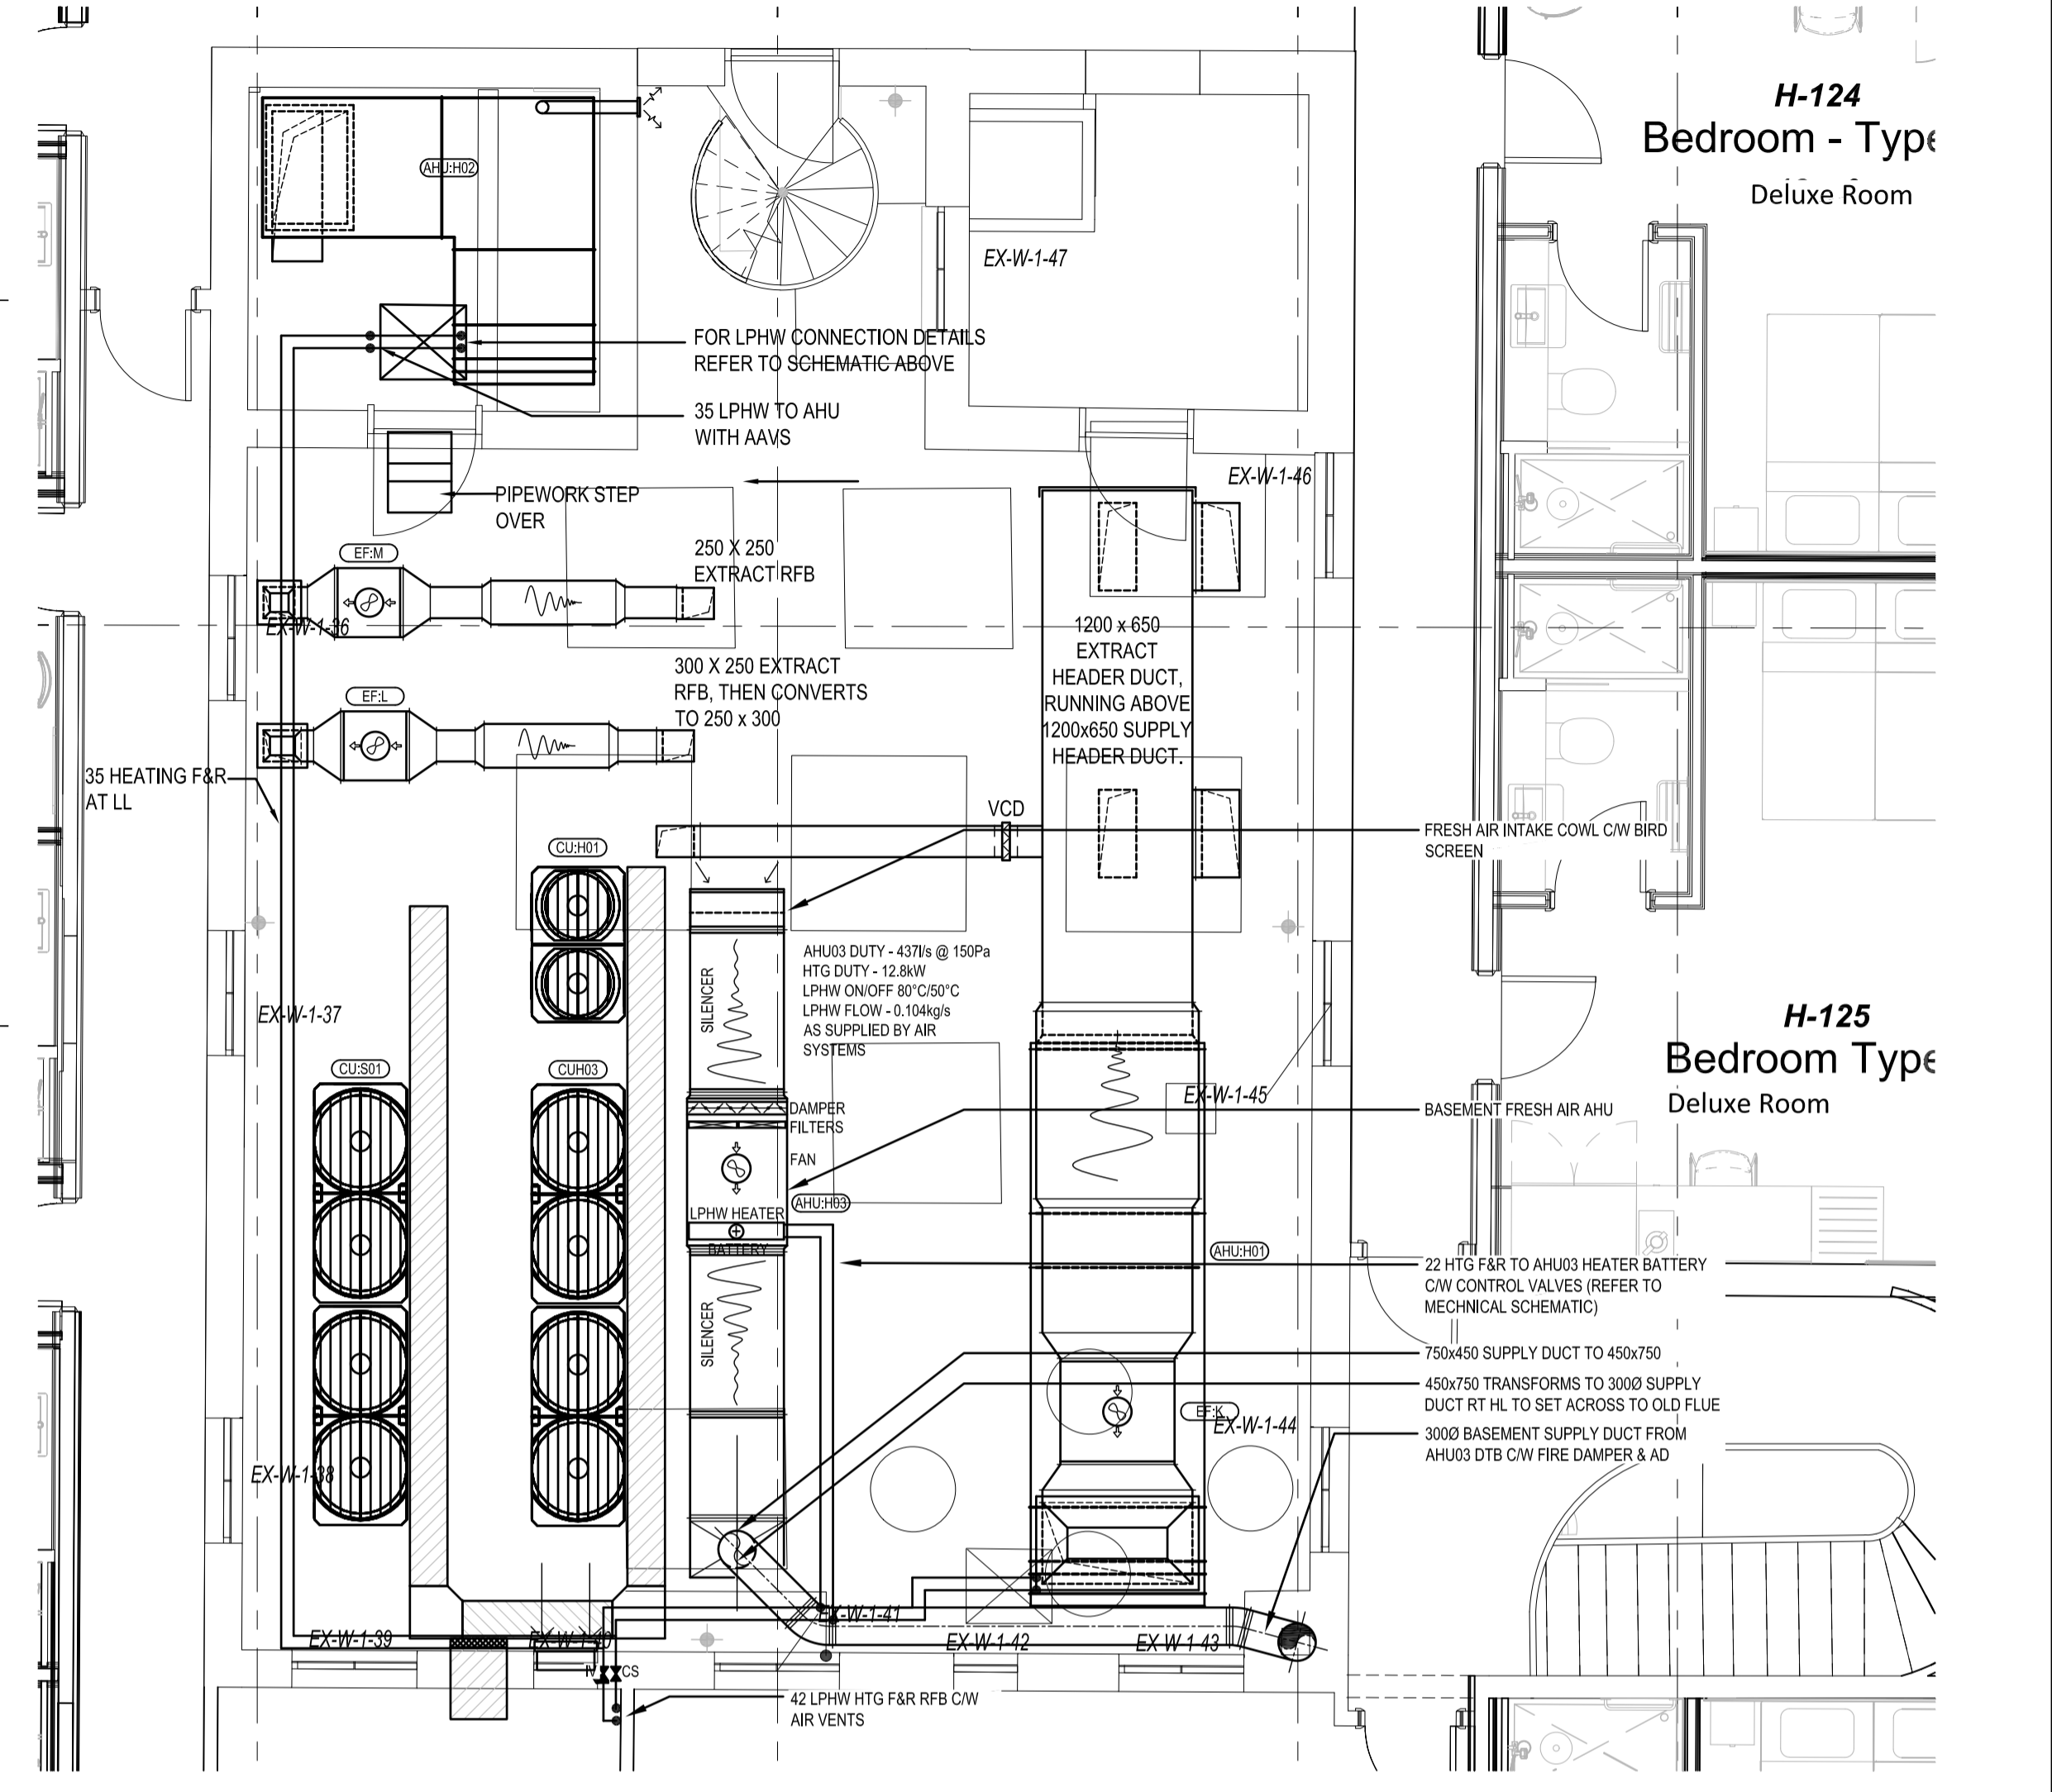 H-124
Bedroom - Type
Deluxe Room
AHU:H02
EX-W-1-47
FOR LPHW CONNECTION DETAILS
REFER TO SCHEMATIC ABOVE
35 LPHW TO AHU
WITH AAVS
EX-W-1-46
PIPEWORK STEP
OVER
EF:M
250 X 250
EXTRACT RFB
EX-W-1-36
1200 x 650
EXTRACT
HEADER DUCT,
RUNNING ABOVE
1200x650 SUPPLY
HEADER DUCT.
300 X 250 EXTRACT
RFB, THEN CONVERTS
TO 250 x 300
EF:L
35 HEATING F&R
AT LL
VCD
FRESH AIR INTAKE COWL C/W BIRD
SCREEN
CU:H01
SILENCER
AHU03 DUTY - 437l/s @ 150Pa
HTG DUTY - 12.8kW
LPHW ON/OFF 80°C/50°C
LPHW FLOW - 0.104kg/s
AS SUPPLIED BY AIR
SYSTEMS
EX-W-1-37
H-125
Bedroom Type
Deluxe Room
CU:S01
CUH03
EX-W-1-45
DAMPER
FILTERS
FAN
BASEMENT FRESH AIR AHU
AHU:H03
LPHW HEATER
BATTERY
AHU:H01
22 HTG F&R TO AHU03 HEATER BATTERY
C/W CONTROL VALVES (REFER TO
MECHNICAL SCHEMATIC)
SILENCER
750x450 SUPPLY DUCT TO 450x750
450x750 TRANSFORMS TO 300Ø SUPPLY
DUCT RT HL TO SET ACROSS TO OLD FLUE
EF:K
EX-W-1-44
300Ø BASEMENT SUPPLY DUCT FROM
AHU03 DTB C/W FIRE DAMPER & AD
EX-W-1-38
EX-W-1-39
EX-W-1-40
EX-W-1-41
EX-W-1-42
EX-W-1-43
IV
CS
42 LPHW HTG F&R RFB C/W
AIR VENTS